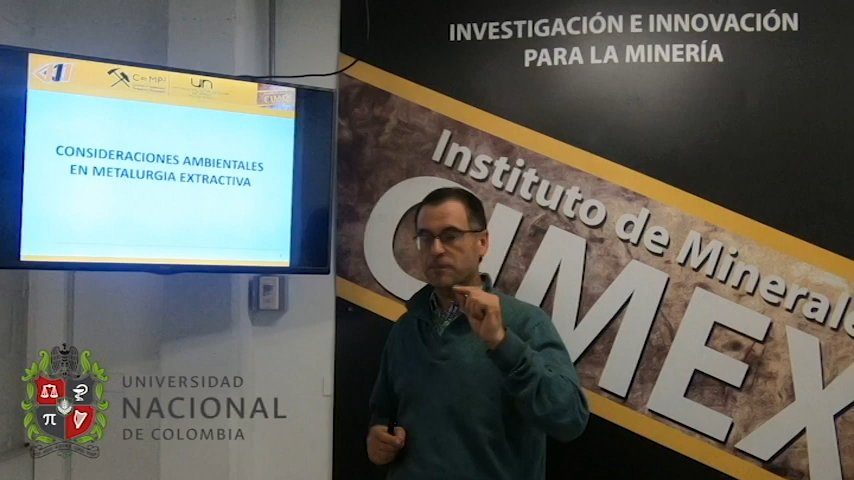 INVESTIGACIÓN E INNOVACIÓN
PARA LA MINERÍA
CONSIDERACIONES AMBIENTALES
EN METALURGIA EXTRACTIVA
Instituto de Minerales
CIMEX
UNIVERSIDAD
NACIONAL
DE COLOMBIA